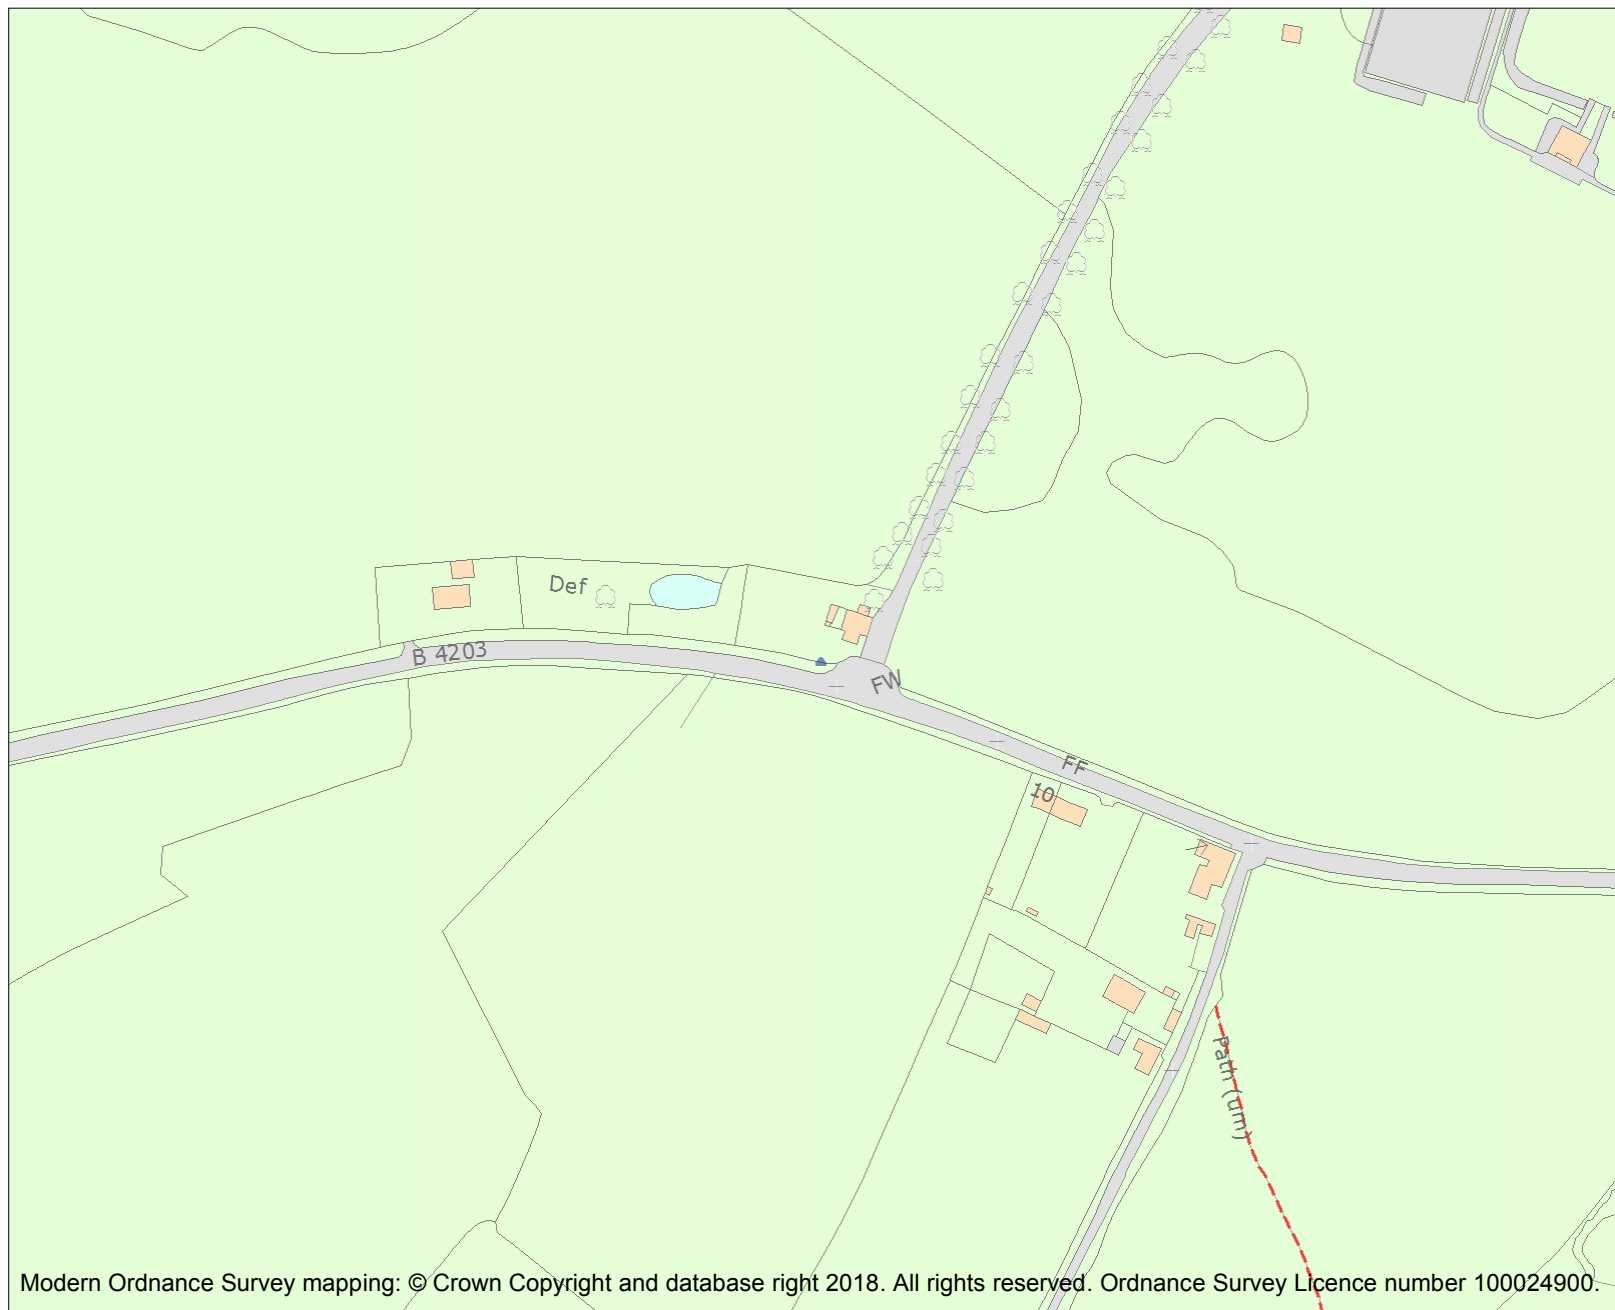 Def
B 4203
FW
FF
10
Path (um)
Modern Ordnance Survey mapping: © Crown Copyright and database right 2018. All rights reserved. Ordnance Survey Licence number 100024900.